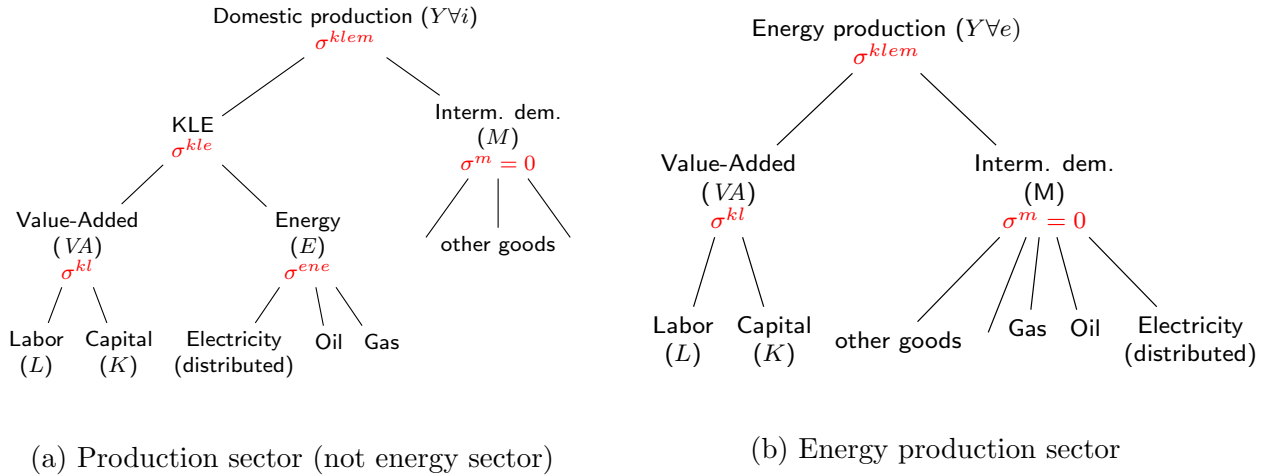 Domestic production (Y∀i)
σ^{klem}
KLE
σ^{kle}
Interm. dem.
(M)
σ^m = 0
Value-Added
(VA)
σ^{kl}
Energy
(E)
σ^{ene}
other goods
Labor
(L)
Capital
(K)
Electricity
(distributed)
Oil
Gas
(a) Production sector (not energy sector)
Energy production (Y∀e)
σ^{klem}
Value-Added
(VA)
σ^{kl}
Interm. dem.
(M)
σ^m = 0
Labor
(L)
Capital
(K)
other goods
Gas
Oil
Electricity
(distributed)
(b) Energy production sector